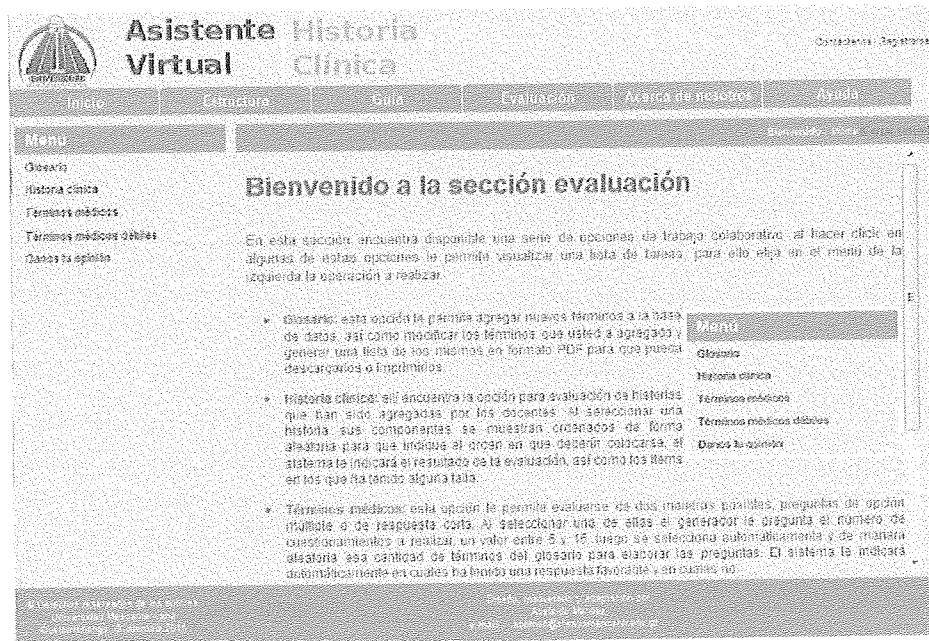 Asistente Historia
Virtual Clínica
Contáctenos | Registrarse
Inicio Estructura Guía Evaluación Acerca de nosotros Ayuda
Menu
Glosario
Historia clínica
Términos médicos
Términos médicos débiles
Danos tu opinión
Bienvenido a la sección evaluación
En esta sección encuentra disponible una serie de opciones de trabajo colaborativo, al hacer click en
algunas de estas opciones le permite visualizar una lista de tareas, para ello elija en el menú de la
izquierda la operación a realizar.
Glosario: esta opción le permite agregar nuevos términos a la base
de datos, así como modificar los términos que usted a agregado y
generar una lista de los mismos en formato PDF para que pueda
descargarlos o imprimirlos.
Historia clínica: allí encuentra la opción para evaluación de historias
que han sido agregadas por los docentes. Al seleccionar una
historia, sus componentes se muestran ordenados de forma
aleatoria para que indique el orden en que deberán colocarse, el
sistema le indicará el resultado de la evaluación, así como los ítems
en los que ha tenido alguna falla.
Menu
Glosario
Historia clínica
Términos médicos
Términos médicos débiles
Danos tu opinión
Términos médicos: esta opción le permite evaluarse de dos maneras posibles, preguntas de opción
múltiple o de respuesta corta. Al seleccionar una de ellas el generador le pregunta el número de
cuestionamientos a realizar, un valor entre 5 y 15, luego se selecciona automáticamente y de manera
aleatoria esa cantidad de términos del glosario para elaborar las preguntas. El sistema le indicará
automáticamente en cuáles ha tenido una respuesta favorable y en cuáles no.